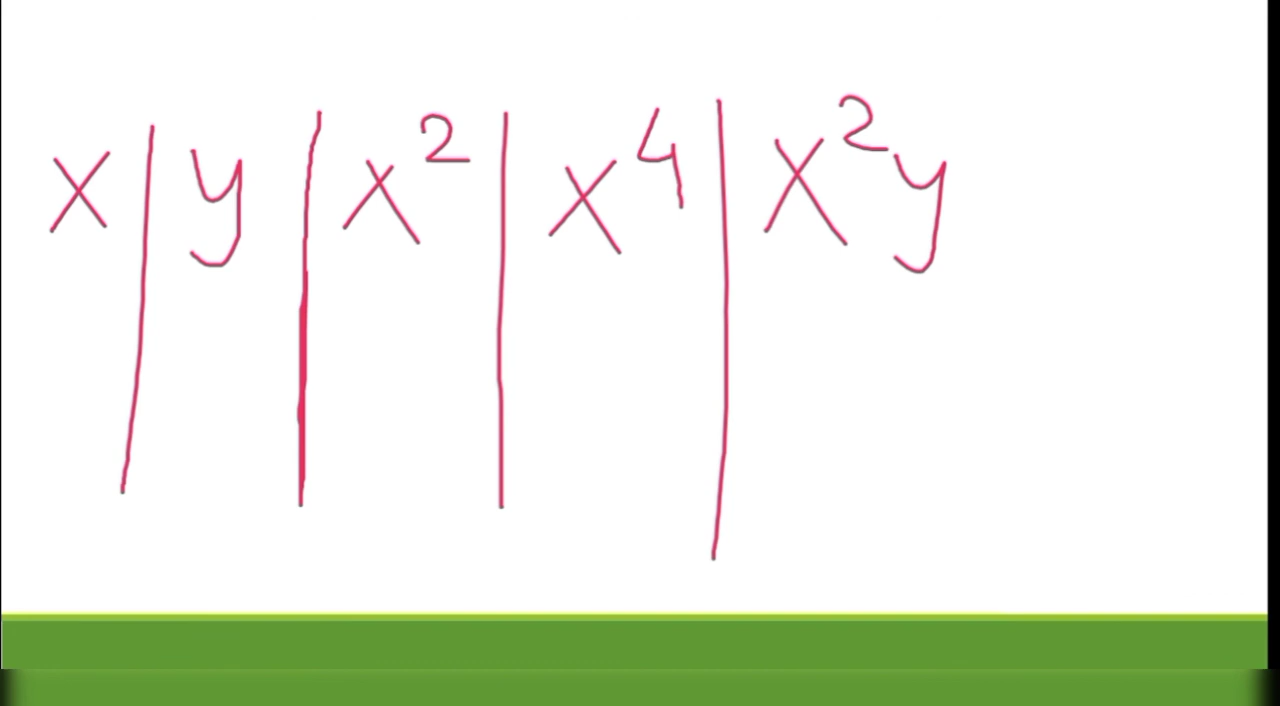 x | y | x² | x⁴ | x²y